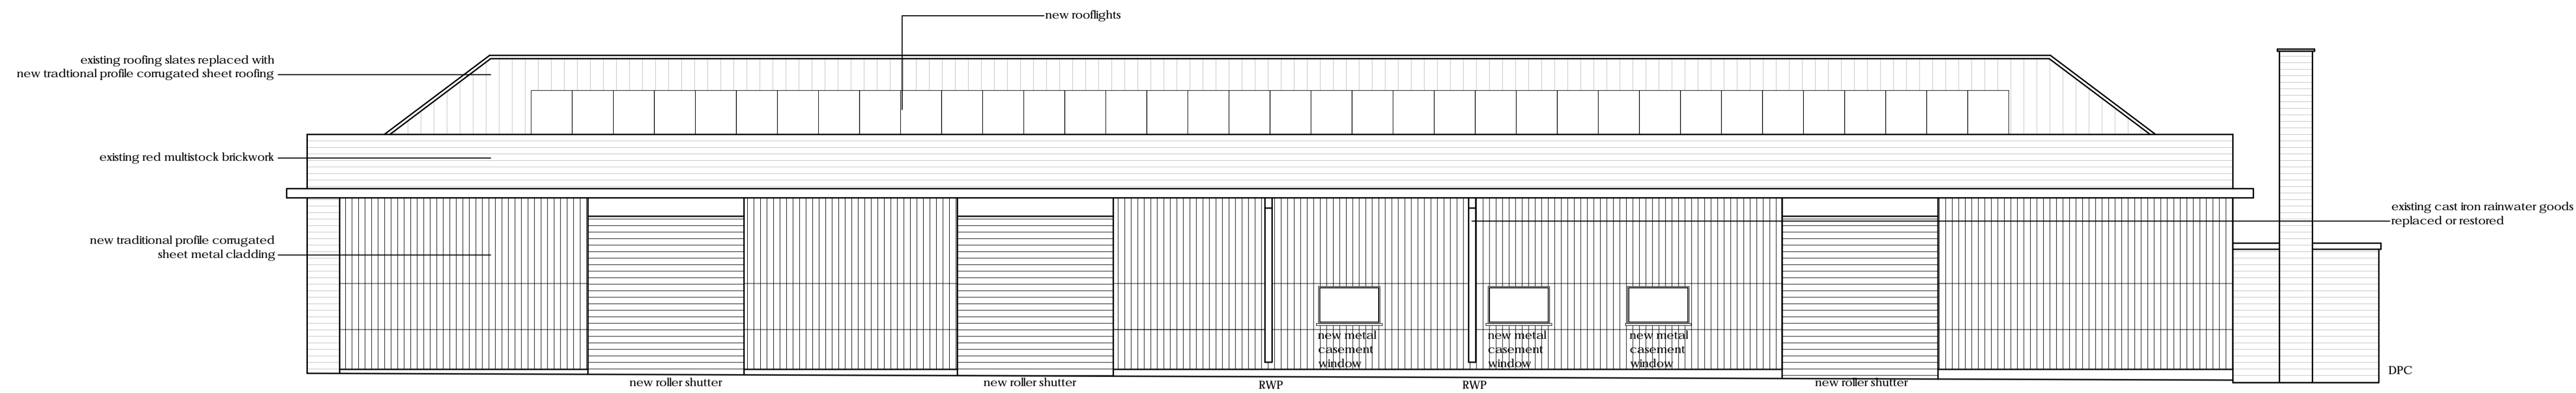 new rooflights
existing roofing slates replaced with
new tradtional profile corrugated sheet roofing
existing red multistock brickwork
existing cast iron rainwater goods
replaced or restored
new traditional profile corrugated
sheet metal cladding
new metal
casement
window
new metal
casement
window
new metal
casement
window
DPC
new roller shutter
new roller shutter
RWP
RWP
new roller shutter